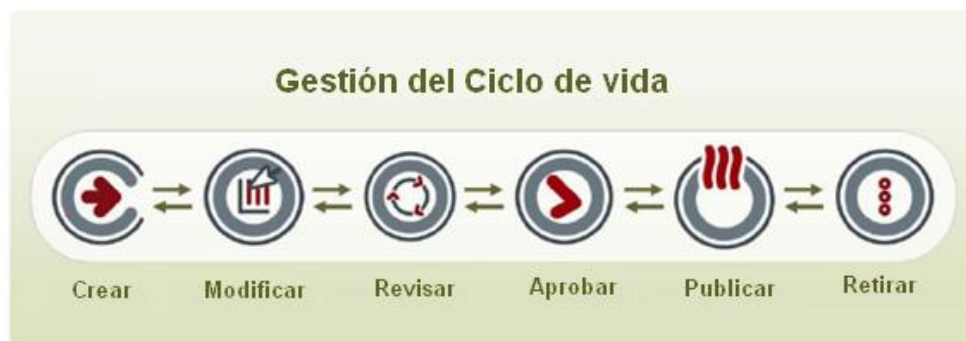 Gestión del Ciclo de vida
Crear Modificar Revisar Aprobar Publicar Retirar